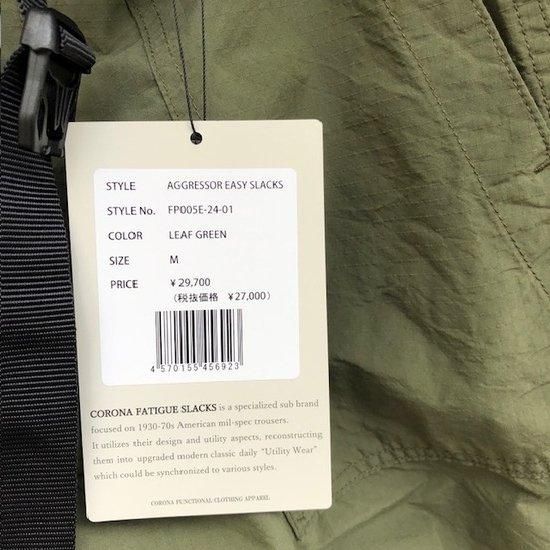 STYLE AGGRESSOR EASY SLACKS
STYLE No. FP005E-24-01
COLOR LEAF GREEN
SIZE M
PRICE ¥ 29,700
(税抜価格 ¥ 27,000)
4 570155 456923
CORONA FATIGUE SLACKS is a specialized sub brand
focused on 1930-70s American mil-spec trousers.
It utilizes their design and utility aspects, reconstructing
them into upgraded modern classic daily "Utility Wear"
which could be synchronized to various styles.
CORONA FUNCTIONAL CLOTHING APPAREL